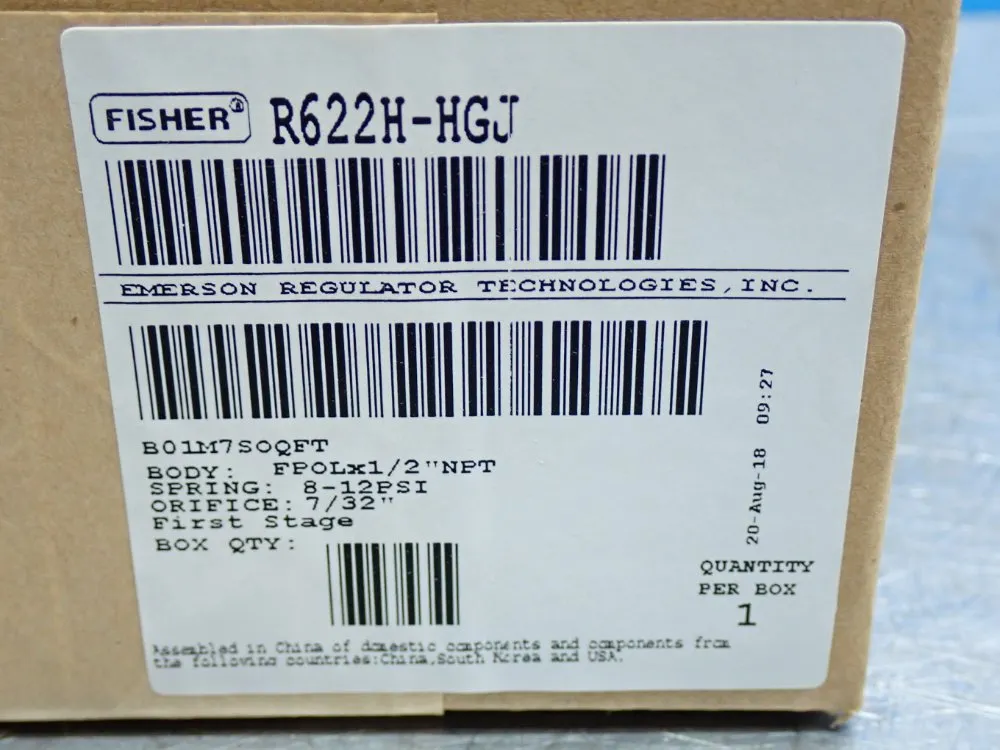 FISHER® R622H-HGJ
EMERSON REGULATOR TECHNOLOGIES,INC.
B01M7SOQFT
BODY: FPOLx1/2"NPT
SPRING: 8-12PSI
ORIFICE: 7/32"
First Stage
BOX QTY:
20-Aug-18 09:27
QUANTITY
PER BOX
1
Assembled in China of domestic components and components from
the following countries:China,South Korea and USA.